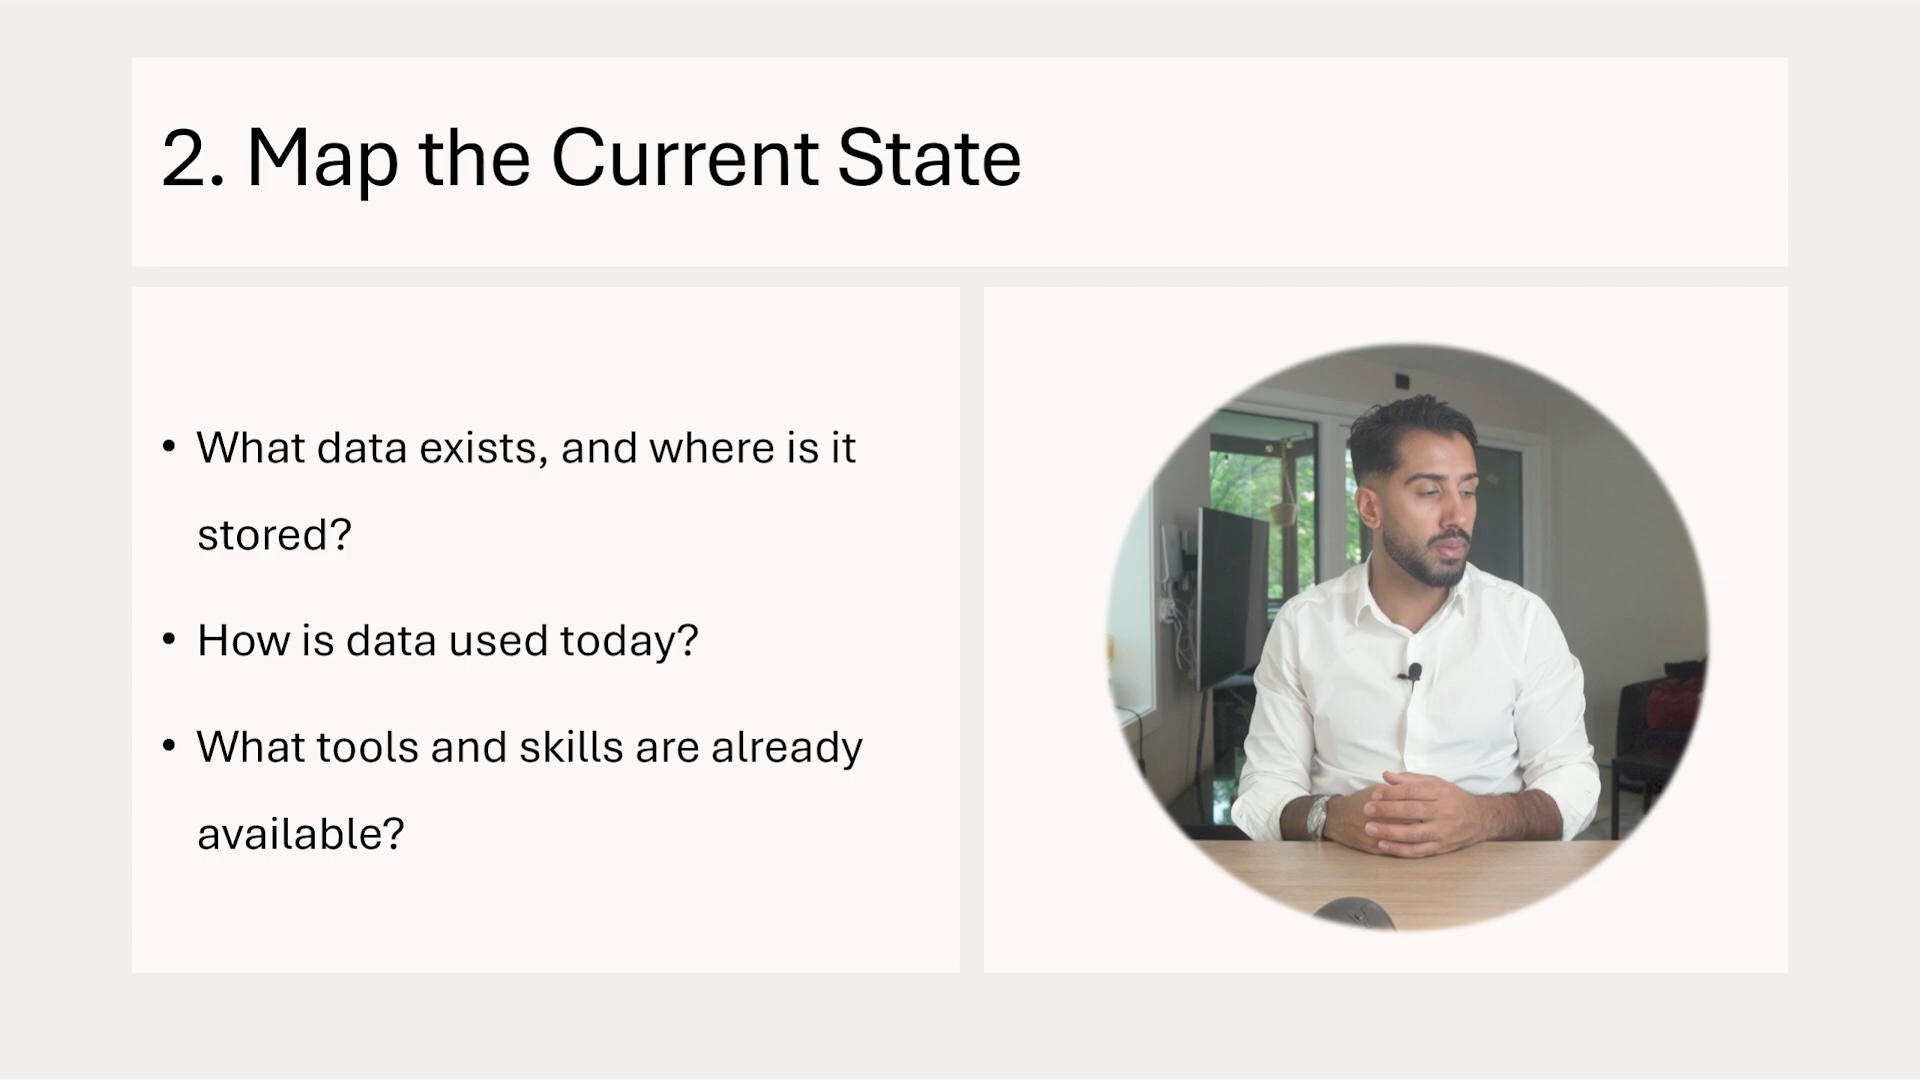 2. Map the Current State
• What data exists, and where is it
stored?
• How is data used today?
• What tools and skills are already
available?